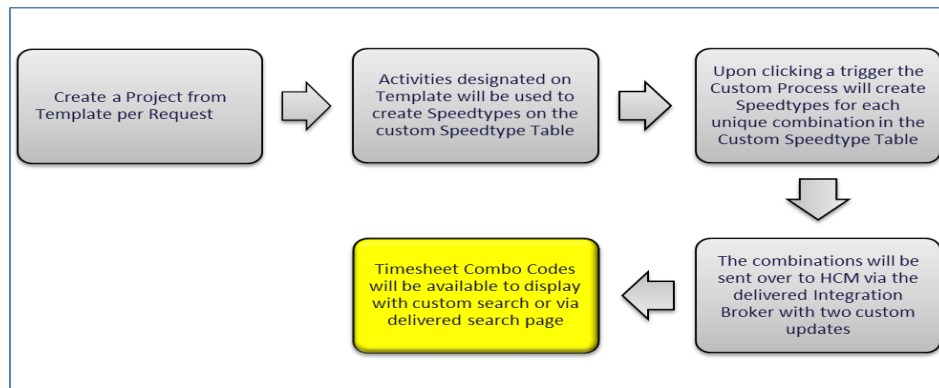 Create a Project from
Template per Request
Activities designated on
Template will be used to
create Speedtypes on the
custom Speedtype Table
Upon clicking a trigger the
Custom Process will create
Speedtypes for each
unique combination in the
Custom Speedtype Table
The combinations will be
sent over to HCM via the
delivered Integration
Broker with two custom
updates
Timesheet Combo Codes
will be available to display
with custom search or via
delivered search page